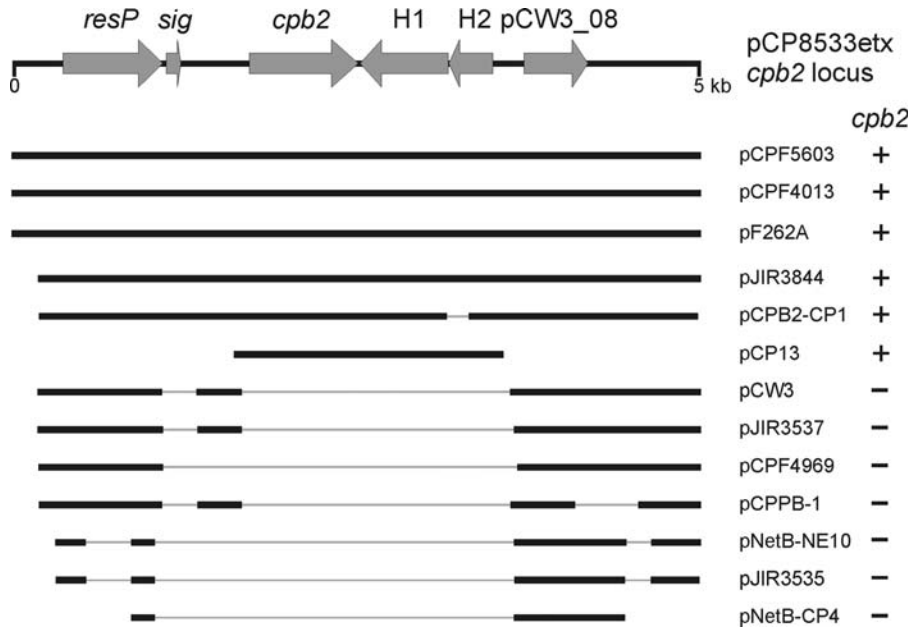 resP sig cpb2 H1 H2 pCW3_08
pCP8533etx
cpb2 locus
0 5 kb
cpb2
pCPF5603 +
pCPF4013 +
pF262A +
pJIR3844 +
pCPB2-CP1 +
pCP13 +
pCW3 −
pJIR3537 −
pCPF4969 −
pCPPB-1 −
pNetB-NE10 −
pJIR3535 −
pNetB-CP4 −